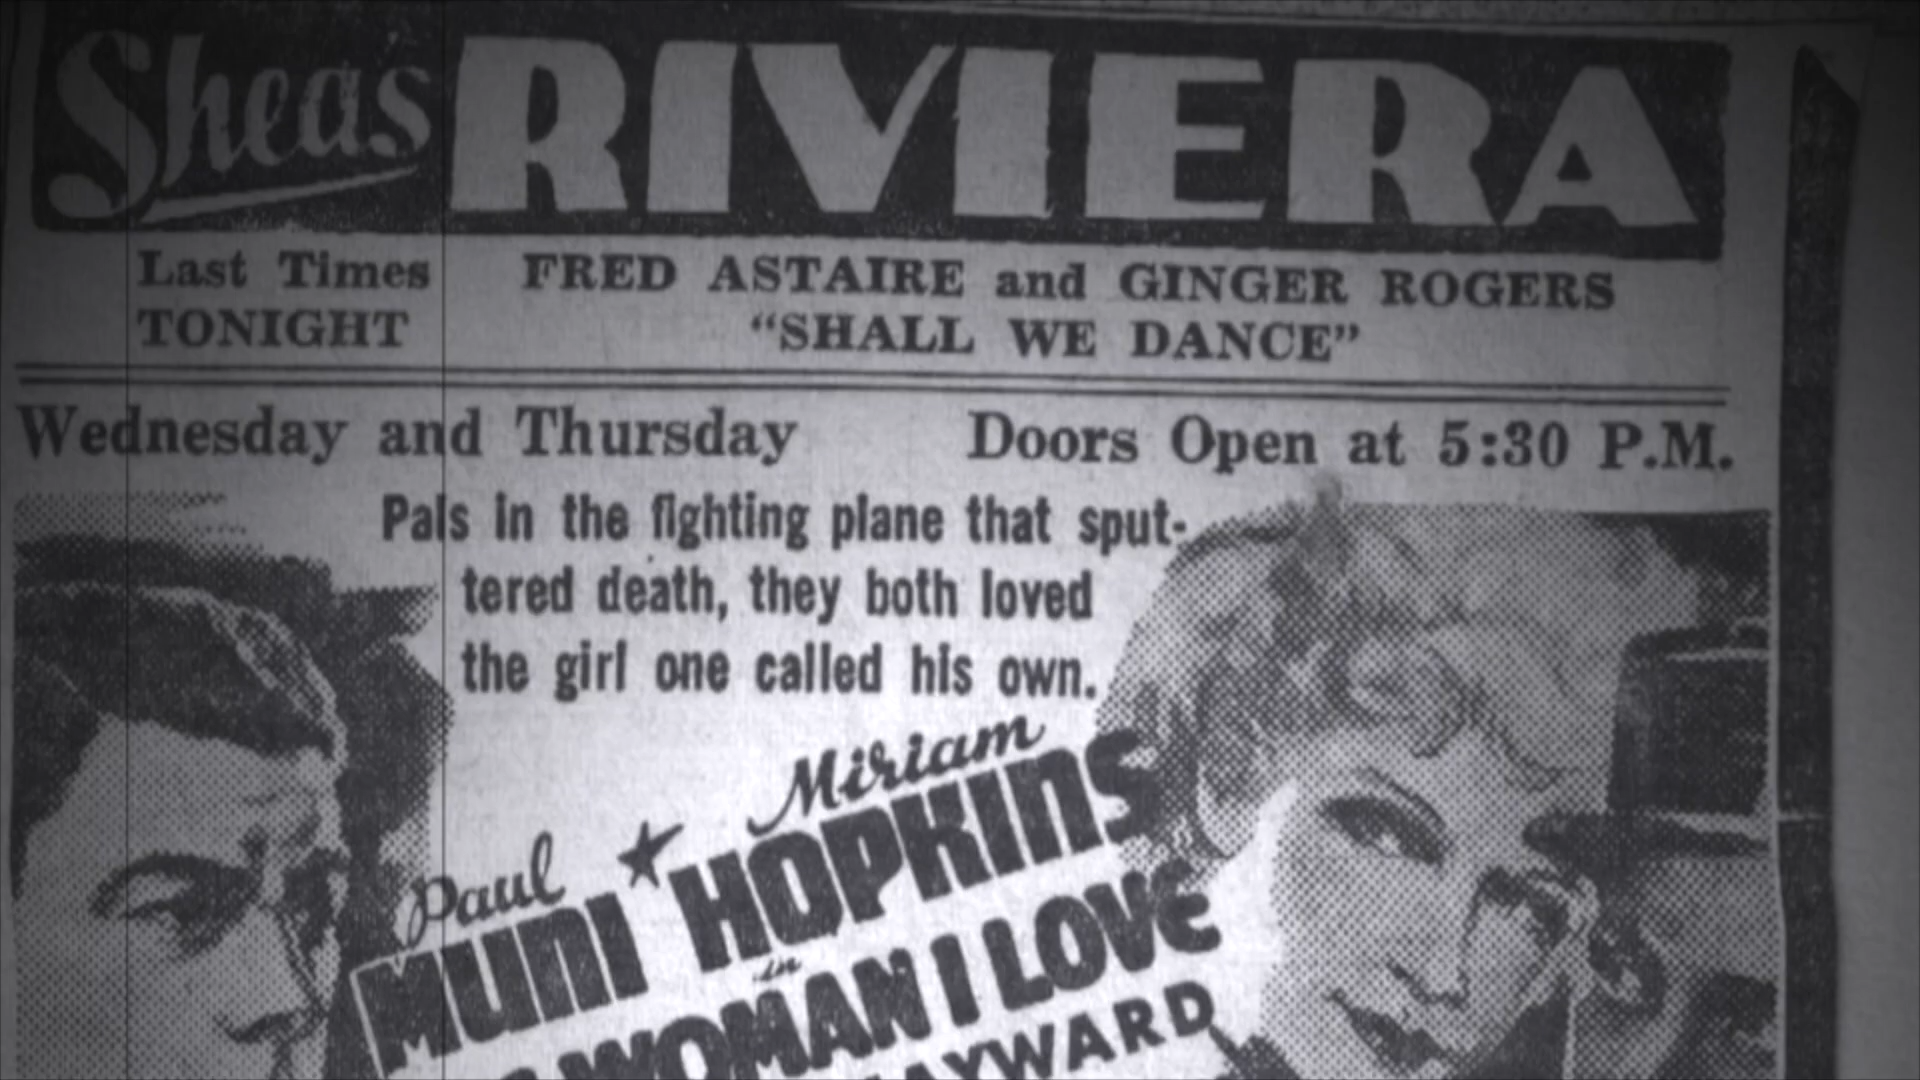 Shea's RIVIERA
Last Times FRED ASTAIRE and GINGER ROGERS
TONIGHT "SHALL WE DANCE"
Wednesday and Thursday Doors Open at 5:30 P.M.
Pals in the fighting plane that sput-
tered death, they both loved
the girl one called his own.
Paul Miriam
MUNI HOPKINS
in
WOMAN I LOVE